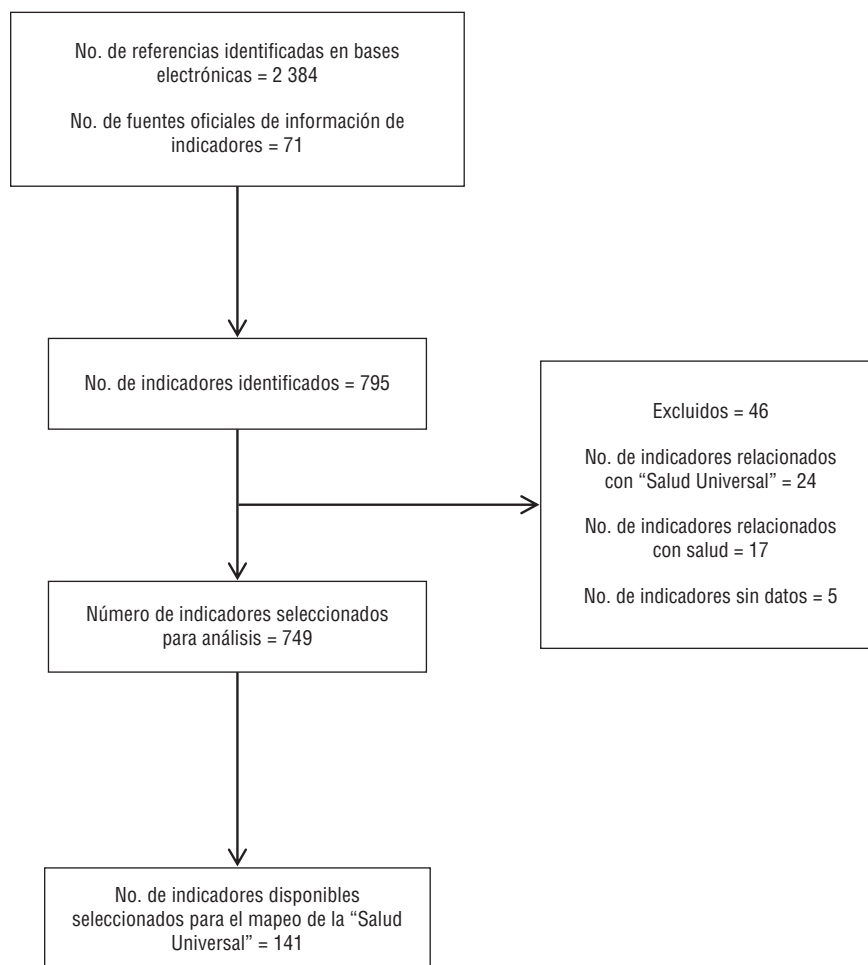 No. de referencias identificadas en bases
electrónicas = 2 384
No. de fuentes oficiales de información de
indicadores = 71
No. de indicadores identificados = 795
Excluidos = 46
No. de indicadores relacionados
con “Salud Universal” = 24
No. de indicadores relacionados
con salud = 17
No. de indicadores sin datos = 5
Número de indicadores seleccionados
para análisis = 749
No. de indicadores disponibles
seleccionados para el mapeo de la “Salud
Universal” = 141